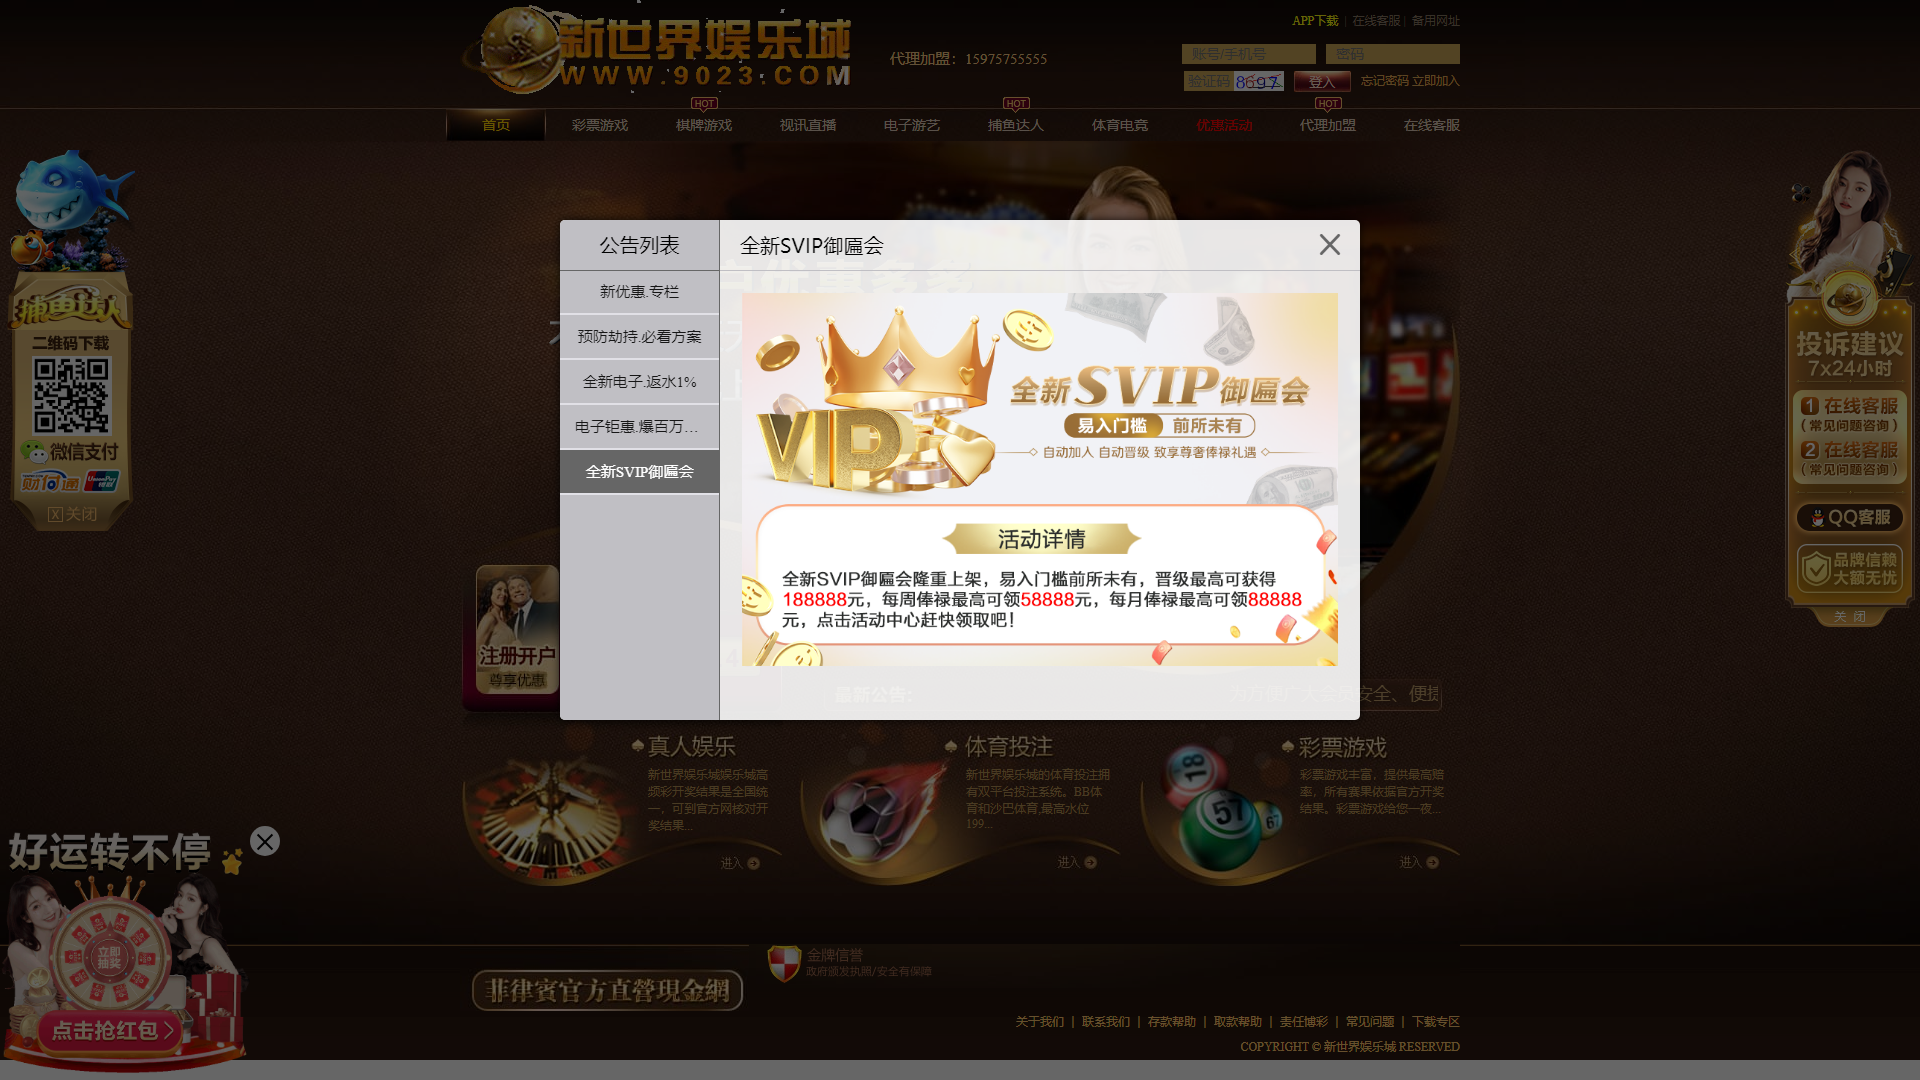 新世界娱乐城
WWW.9023.COM
代理加盟：15975755555
APP下载 | 在线客服 | 备用网址
账号/手机号
密码
验证码
8697
登入
忘记密码 立即加入
HOT
HOT
HOT
首页
彩票游戏
棋牌游戏
视讯直播
电子游艺
捕鱼达人
体育电竞
优惠活动
代理加盟
在线客服
捕鱼达人
二维码下载
微信支付
财付通
UnionPay
银联
X关闭
公告列表
新优惠.专栏
预防劫持.必看方案
全新电子.返水1%
电子钜惠.爆百万…
全新SVIP御匾会
全新SVIP御匾会
VIP
全新SVIP御匾会
易入门槛 前所未有
自动加入 自动晋级 致享尊奢俸禄礼遇
活动详情
全新SVIP御匾会隆重上架，易入门槛前所未有，晋级最高可获得
188888元，每周俸禄最高可领58888元，每月俸禄最高可领88888
元，点击活动中心赶快领取吧！
投诉建议
7x24小时
1 在线客服
（常见问题咨询）
2 在线客服
（常见问题咨询）
QQ客服
品牌信赖
大额无忧
关 闭
注册开户
尊享优惠
最新公告:
安全、便捷
真人娱乐
新世界娱乐城娱乐城高
频彩开奖结果是全国统
一，可到官方网核对开
奖结果...
进入
体育投注
新世界娱乐城的体育投注拥
有双平台投注系统。BB体
育和沙巴体育,最高水位
199...
进入
彩票游戏
彩票游戏丰富，提供最高赔
率，所有赛果依据官方开奖
结果。彩票游戏给您一夜...
进入
18
57
67
好运转不停
立即
抽奖
点击抢红包
菲律賓官方直營現金網
金牌信誉
政府颁发执照/安全有保障
关于我们 | 联系我们 | 存款帮助 | 取款帮助 | 责任博彩 | 常见问题 | 下载专区
COPYRIGHT © 新世界娱乐城 RESERVED